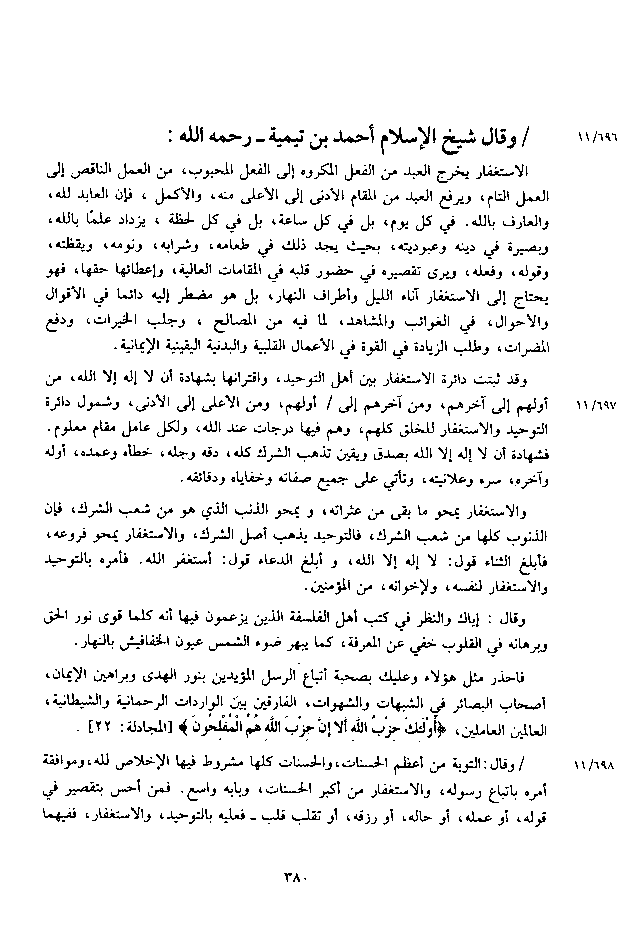 ١١/٦٩٦ / وقال شيخ الإسلام أحمد بن تيمية ـ رحمه الله :
الاستغفار يخرج العبد من الفعل المكروه إلى الفعل المحبوب، من العمل الناقص إلى
العمل التام، ويرفع العبد من المقام الأدنى إلى الأعلى منه، والأكمل ، فإن العابد لله،
والعارف بالله. في كل يوم، بل في كل ساعة، بل في كل لحظة ، يزداد علمًا بالله،
وبصيرة في دينه وعبوديته، بحيث يجد ذلك في طعامه، وشرابه، ونومه، ويقظته،
وقوله، وفعله، ويرى تقصيره في حضور قلبه في المقامات العالية، وإعطائها حقها، فهو
يحتاج إلى الاستغفار آناء الليل وأطراف النهار، بل هو مضطر إليه دائما في الأقوال
والأحوال، في الغوائب والمشاهد، لما فيه من المصالح ، وجلب الخيرات، ودفع
المضرات، وطلب الزيادة في القوة في الأعمال القلبية والبدنية اليقينية الإيمانية.
وقد ثبتت دائرة الاستغفار بين أهل التوحيد، واقترانها بشهادة أن لا إله إلا الله، من
١١/٦٩٧ أولهم إلى آخرهم، ومن آخرهم إلى / أولهم، ومن الأعلى إلى الأدنى، وشمول دائرة
التوحيد والاستغفار للخلق كلهم، وهم فيها درجات عند الله، ولكل عامل مقام معلوم.
فشهادة أن لا إله إلا الله بصدق ويقين تذهب الشرك كله، دقه وجله، خطأه وعمده، أوله
وآخره، سره وعلانيته، وتأتي على جميع صفاته وخفاياه ودقائقه.
والاستغفار يمحو ما بقى من عثراته، و يمحو الذنب الذي هو من شعب الشرك، فإن
الذنوب كلها من شعب الشرك، فالتوحيد يذهب أصل الشرك، والاستغفار يمحو فروعه،
فأبلغ الثناء قول: لا إله إلا الله، و أبلغ الدعاء قول: أستغفر الله. فأمره بالتوحيد
والاستغفار لنفسه، ولإخوانه، من المؤمنين.
وقال : إياك والنظر في كتب أهل الفلسفة الذين يزعمون فيها أنه كلما قوى نور الحق
وبرهانه في القلوب خفي عن المعرفة، كما يبهر ضوء الشمس عيون الخفافيش بالنهار.
فاحذر مثل هؤلاء وعليك بصحبة أتباع الرسل المؤيدين بنور الهدى وبراهين الإيمان،
أصحاب البصائر في الشبهات والشهوات، الفارقين بين الواردات الرحمانية والشيطانية،
العالمين العاملين، ﴿أُوْلَئِكَ حِزْبُ اللَّهِ أَلا إِنَّ حِزْبَ اللَّهِ هُمُ الْمُفْلِحُونَ ﴾ [المجادلة: ٢٢] .
١١/٦٩٨ / وقال: التوبة من أعظم الحسنات، والحسنات كلها مشروط فيها الإخلاص لله، وموافقة
أمره باتباع رسوله، والاستغفار من أكبر الحسنات، وبابه واسع. فمن أحس بتقصير في
قوله، أو عمله، أو حاله، أو رزقه، أو تقلب قلب ـ فعليه بالتوحيد، والاستغفار، ففيهما
٣٨٠